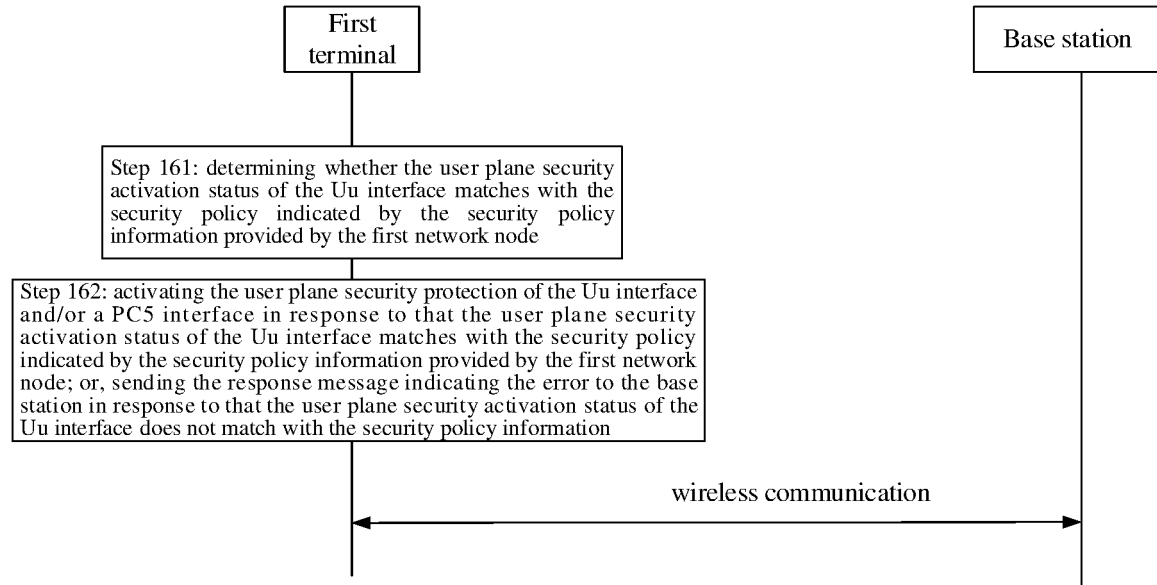 First
terminal
Base station
Step 161: determining whether the user plane security
activation status of the Uu interface matches with the
security policy indicated by the security policy
information provided by the first network node
Step 162: activating the user plane security protection of the Uu interface
and/or a PC5 interface in response to that the user plane security
activation status of the Uu interface matches with the security policy
indicated by the security policy information provided by the first network
node; or, sending the response message indicating the error to the base
station in response to that the user plane security activation status of the
Uu interface does not match with the security policy information
wireless communication